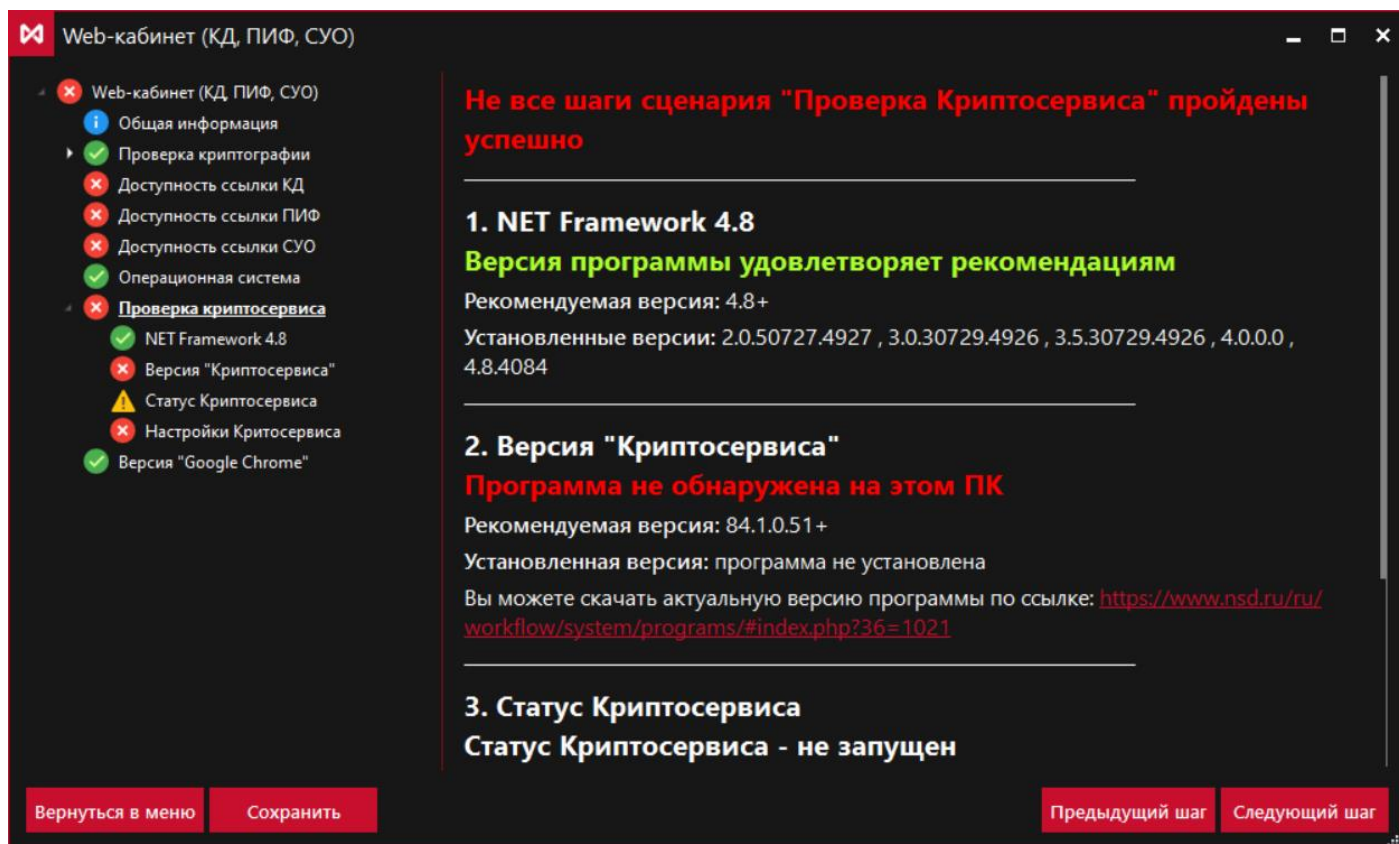 Web-кабинет (КД, ПИФ, СУО)
Web-кабинет (КД, ПИФ, СУО)
Общая информация
Проверка криптографии
Доступность ссылки КД
Доступность ссылки ПИФ
Доступность ссылки СУО
Операционная система
Проверка криптосервиса
NET Framework 4.8
Версия "Криптосервиса"
Статус Криптосервиса
Настройки Критосервиса
Версия "Google Chrome"
Не все шаги сценария "Проверка Криптосервиса" пройдены
успешно
1. NET Framework 4.8
Версия программы удовлетворяет рекомендациям
Рекомендуемая версия: 4.8+
Установленные версии: 2.0.50727.4927 , 3.0.30729.4926 , 3.5.30729.4926 , 4.0.0.0 ,
4.8.4084
2. Версия "Криптосервиса"
Программа не обнаружена на этом ПК
Рекомендуемая версия: 84.1.0.51+
Установленная версия: программа не установлена
Вы можете скачать актуальную версию программы по ссылке: https://www.nsd.ru/ru/
workflow/system/programs/#index.php?36=1021
3. Статус Криптосервиса
Статус Криптосервиса - не запущен
Вернуться в меню
Сохранить
Предыдущий шаг
Следующий шаг